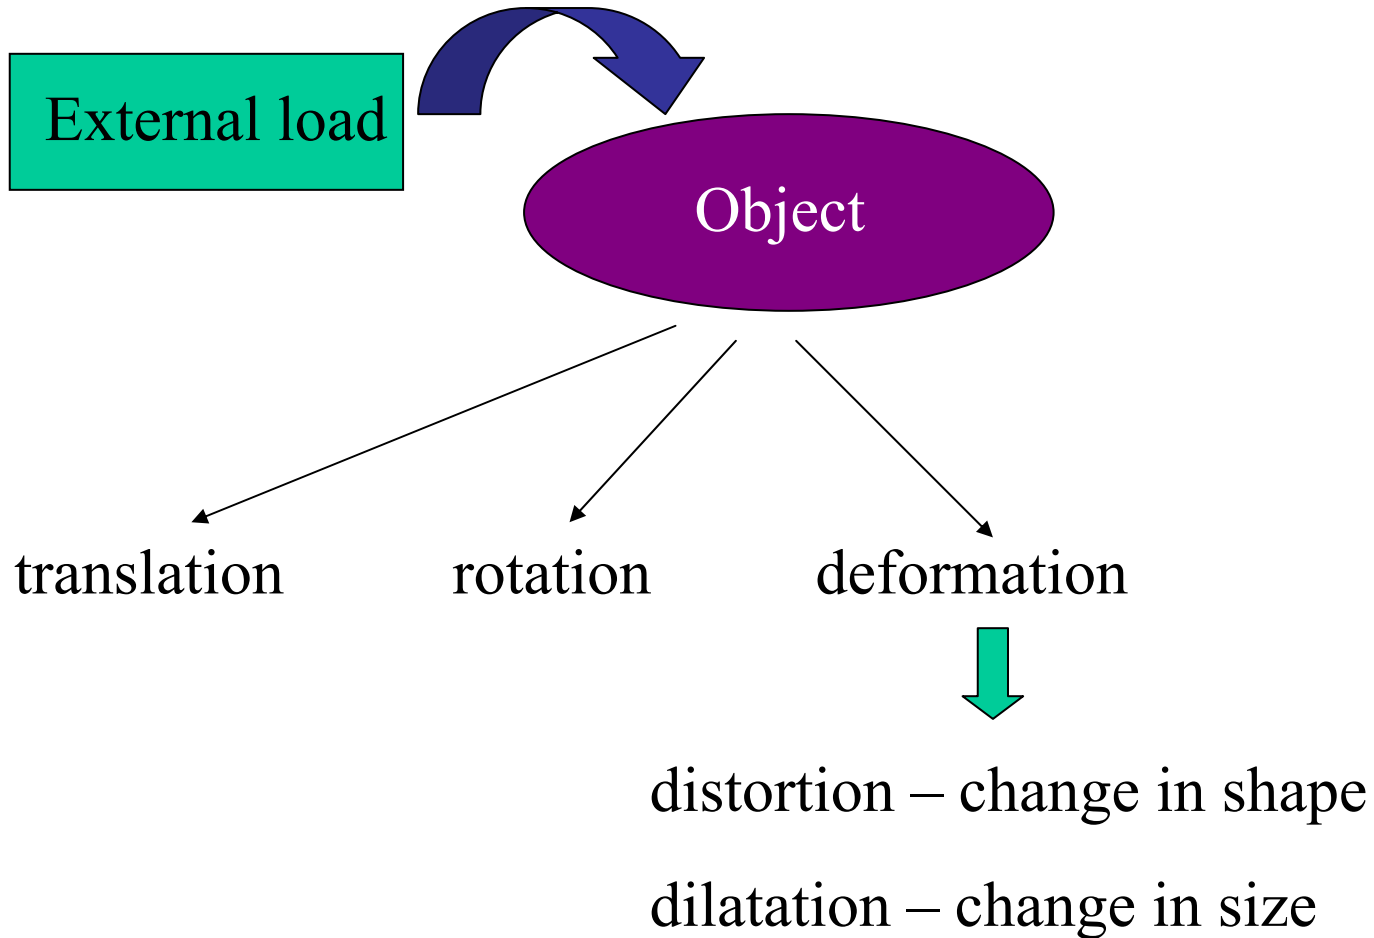 External load
Object
translation rotation deformation
distortion – change in shape
dilatation – change in size